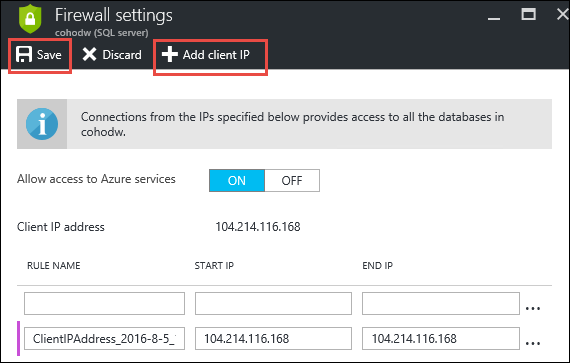 Firewall settings
cohodw (SQL server)
Save Discard Add client IP
Connections from the IPs specified below provides access to all the databases in
cohodw.
Allow access to Azure services ON OFF
Client IP address 104.214.116.168
RULE NAME START IP END IP
...
ClientIPAddress_2016-8-5_ 104.214.116.168 104.214.116.168 ...